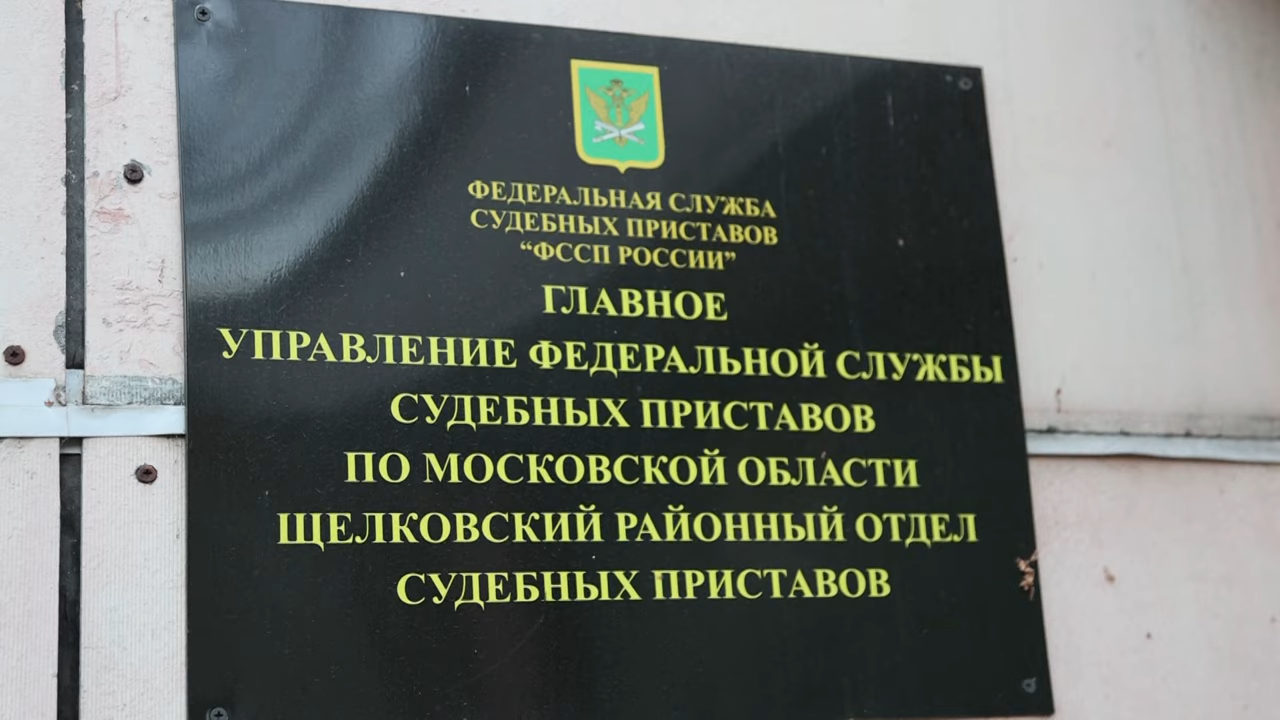 ФЕДЕРАЛЬНАЯ СЛУЖБА
СУДЕБНЫХ ПРИСТАВОВ
“ФССП РОССИИ”
ГЛАВНОЕ
УПРАВЛЕНИЕ ФЕДЕРАЛЬНОЙ СЛУЖБЫ
СУДЕБНЫХ ПРИСТАВОВ
ПО МОСКОВСКОЙ ОБЛАСТИ
ЩЕЛКОВСКИЙ РАЙОННЫЙ ОТДЕЛ
СУДЕБНЫХ ПРИСТАВОВ